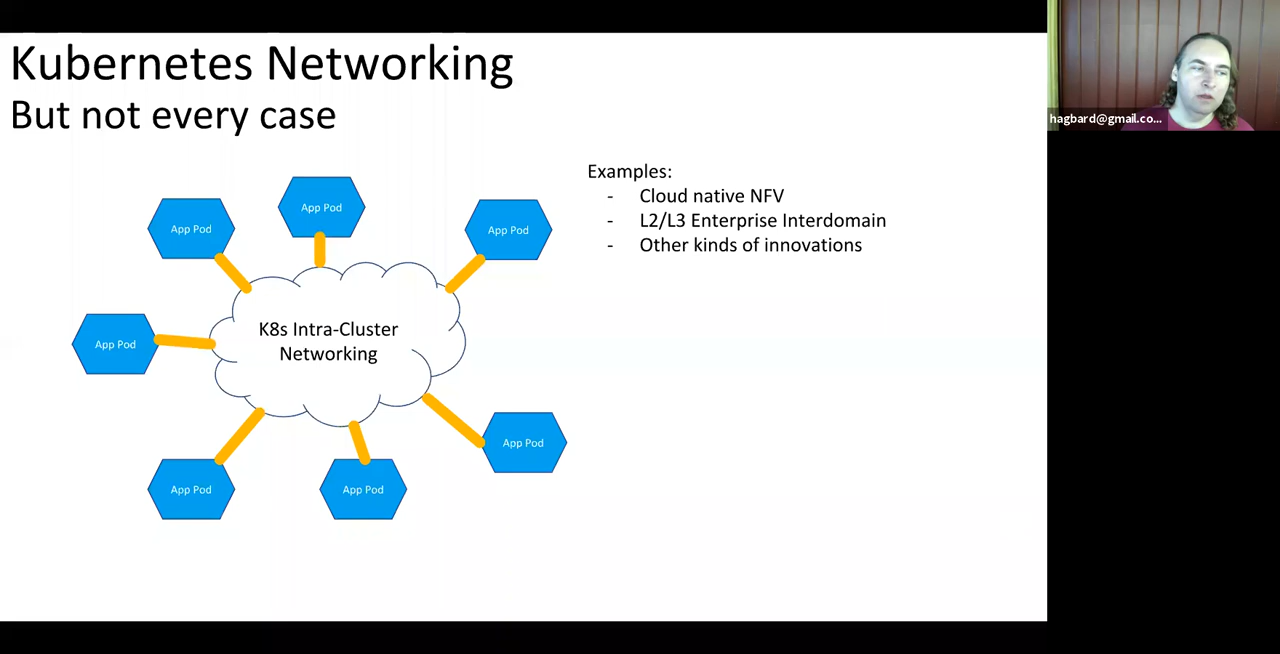 Kubernetes Networking
But not every case
Examples:
- Cloud native NFV
- L2/L3 Enterprise Interdomain
- Other kinds of innovations
App Pod
App Pod
App Pod
K8s Intra-Cluster
Networking
App Pod
App Pod
App Pod
App Pod
hagbard@gmail.co...